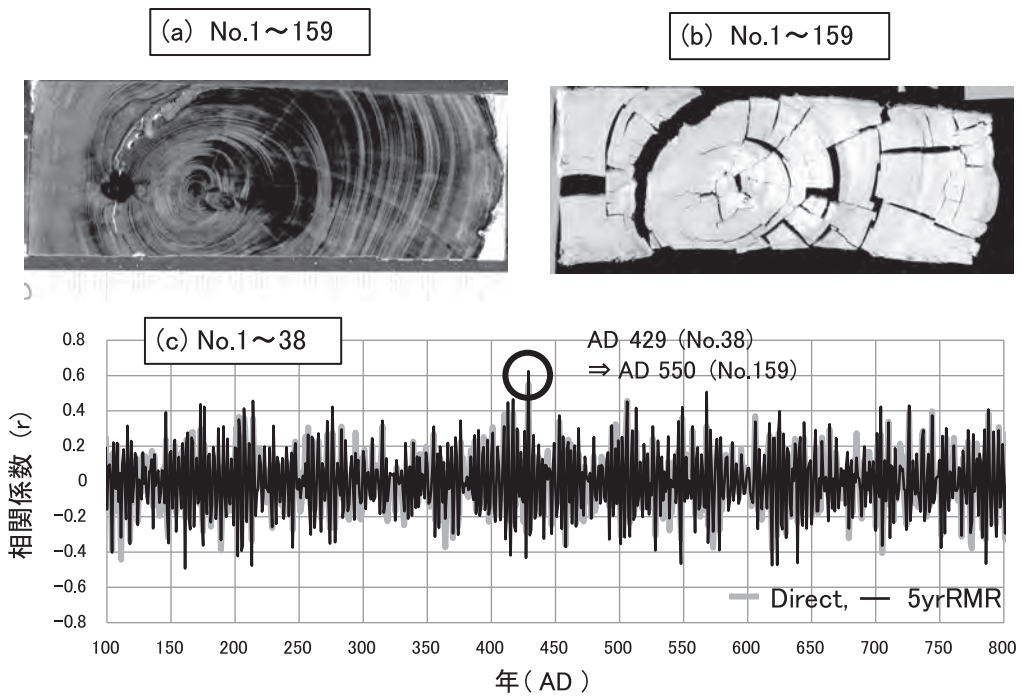 (a) No.1～159
(b) No.1～159
(c) No.1～38
AD 429 (No.38)
⇒ AD 550 (No.159)
相関係数 (r)
0.8
0.6
0.4
0.2
0
−0.2
−0.4
−0.6
−0.8
Direct, 5yrRMR
100 150 200 250 300 350 400 450 500 550 600 650 700 750 800
年( AD )